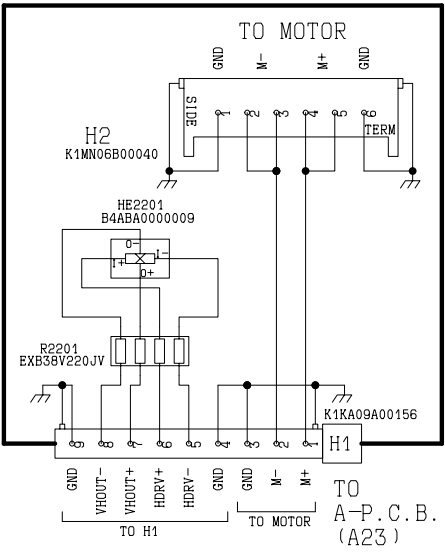 TO MOTOR
GND
M-
M+
GND
SIDE
1
2
3
4
5
6
TERM
H2
K1MN06B00040
HE2201
B4ABA0000009
O-
I+
I-
O+
R2201
EXB38V220JV
K1KA09A00156
9
8
7
6
5
4
3
2
1
H1
GND
VHOUT-
VHOUT+
HDRV+
HDRV-
GND
GND
M-
M+
TO H1
TO MOTOR
TO
A-P.C.B.
(A23)